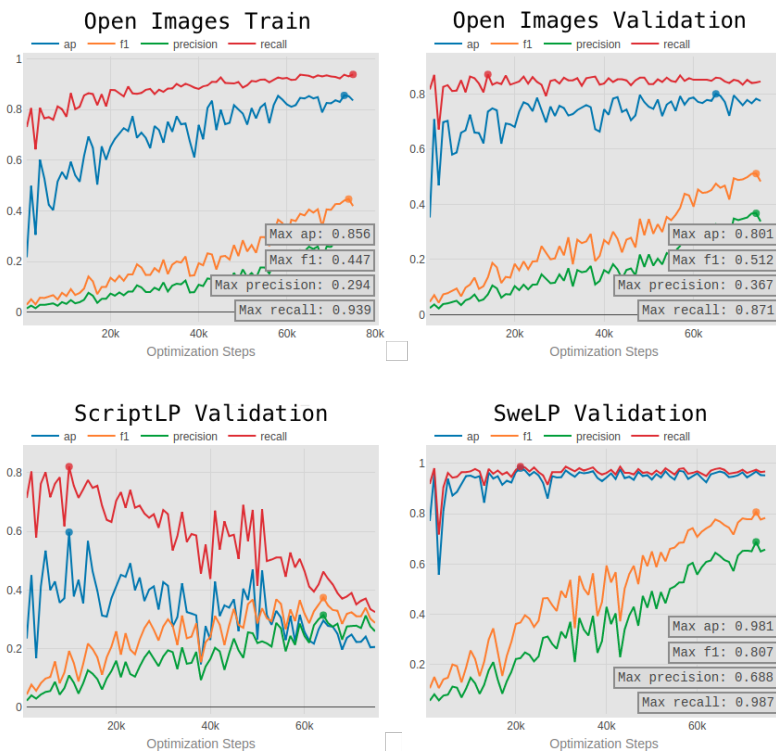 Open Images Train
ap f1 precision recall
1
0.8
0.6
0.4
0.2
0
Max ap: 0.856
Max f1: 0.447
Max precision: 0.294
Max recall: 0.939
20k 40k 60k 80k
Optimization Steps
Open Images Validation
ap f1 precision recall
0.8
0.6
0.4
0.2
0
Max ap: 0.801
Max f1: 0.512
Max precision: 0.367
Max recall: 0.871
20k 40k 60k
Optimization Steps
ScriptLP Validation
ap f1 precision recall
0.8
0.6
0.4
0.2
0
20k 40k 60k
Optimization Steps
SweLP Validation
ap f1 precision recall
1
0.8
0.6
0.4
0.2
Max ap: 0.981
Max f1: 0.807
Max precision: 0.688
Max recall: 0.987
20k 40k 60k
Optimization Steps